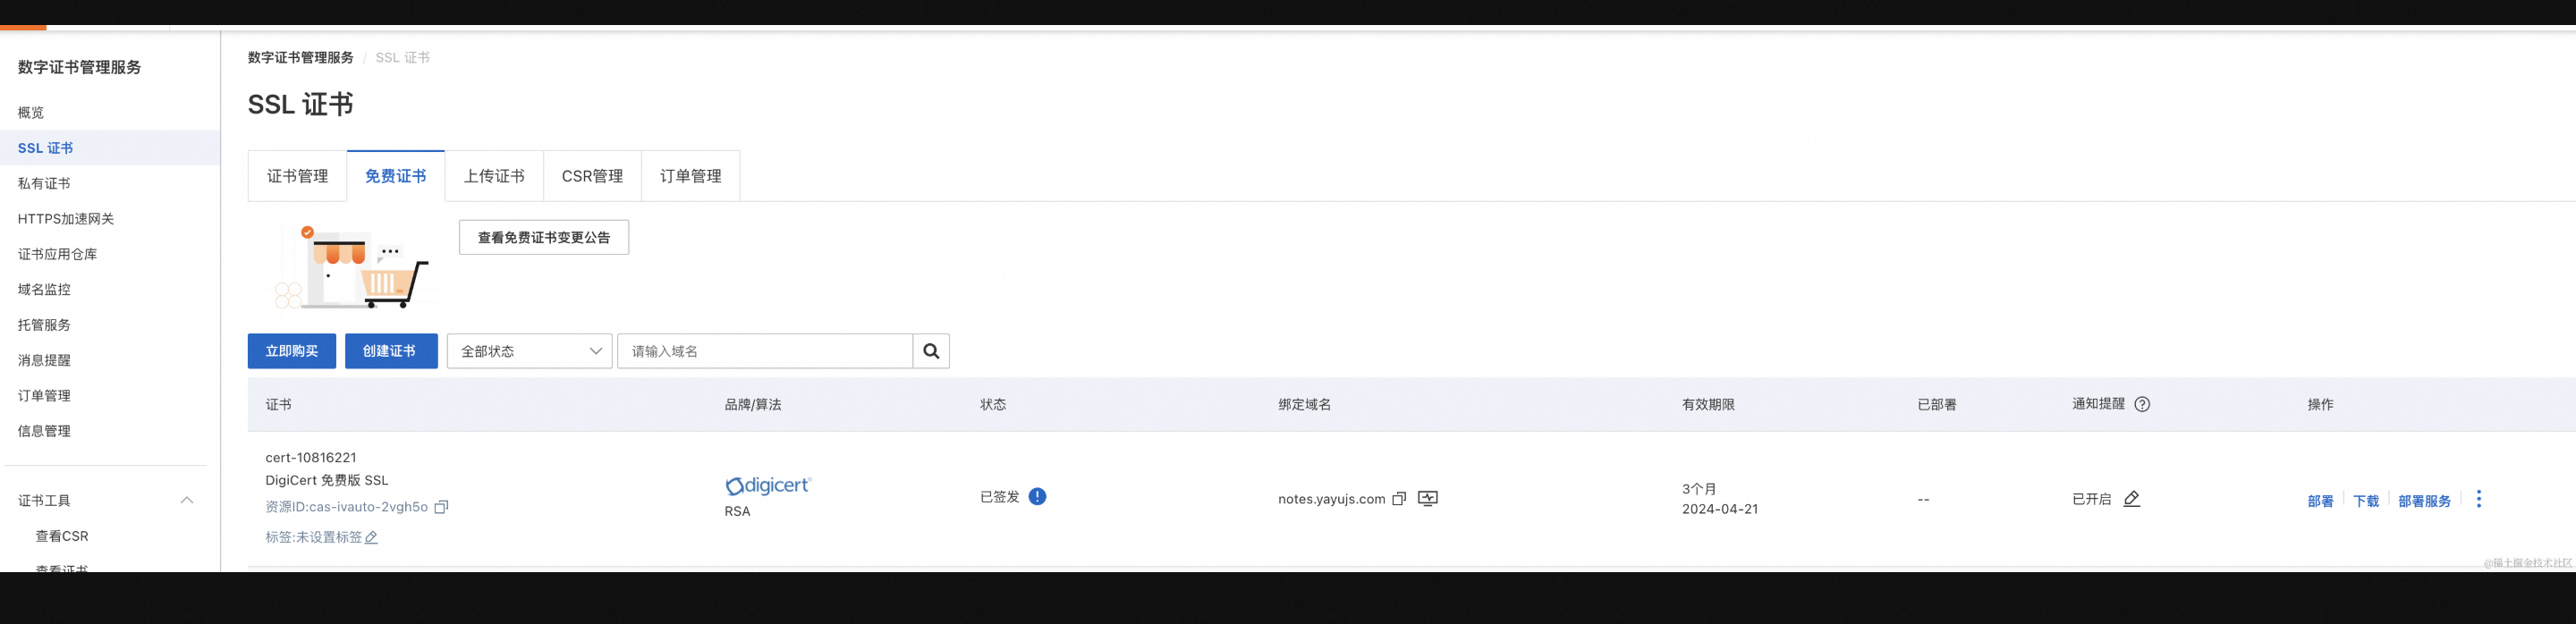 数字证书管理服务
概览
SSL 证书
私有证书
HTTPS加速网关
证书应用仓库
域名监控
托管服务
消息提醒
订单管理
信息管理
证书工具
查看CSR
查看证书
数字证书管理服务 / SSL 证书
SSL 证书
证书管理 免费证书 上传证书 CSR管理 订单管理
查看免费证书变更公告
立即购买 创建证书 全部状态 请输入域名
证书 品牌/算法 状态 绑定域名 有效期限 已部署 通知提醒 操作
cert-10816221
DigiCert 免费版 SSL
资源ID:cas-ivauto-2vgh5o
标签:未设置标签
digicert
RSA
已签发
notes.yayujs.com
3个月
2024-04-21
--
已开启
部署 下载 部署服务
@稀土掘金技术社区